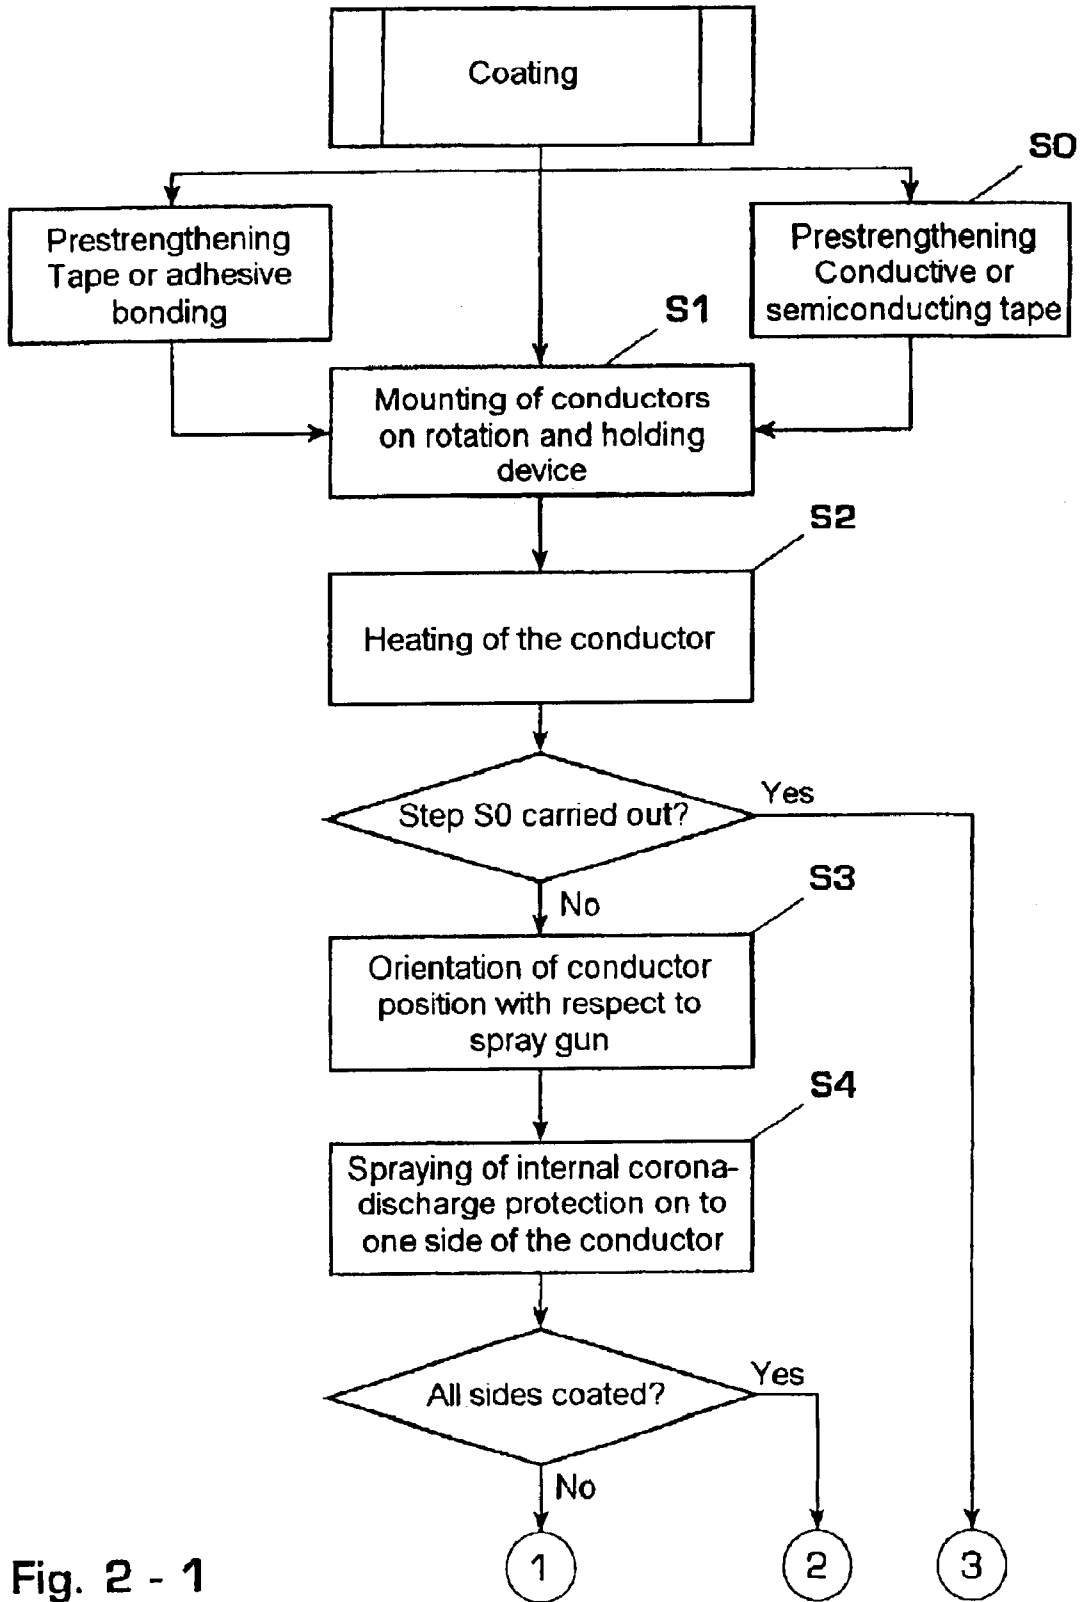 Coating
S0
Prestrengthening
Tape or adhesive
bonding
Prestrengthening
Conductive or
semiconducting tape
S1
Mounting of conductors
on rotation and holding
device
S2
Heating of the conductor
Step S0 carried out?
Yes
No
S3
Orientation of conductor
position with respect to
spray gun
S4
Spraying of internal corona-
discharge protection on to
one side of the conductor
All sides coated?
Yes
No
1
2
3
Fig. 2 - 1